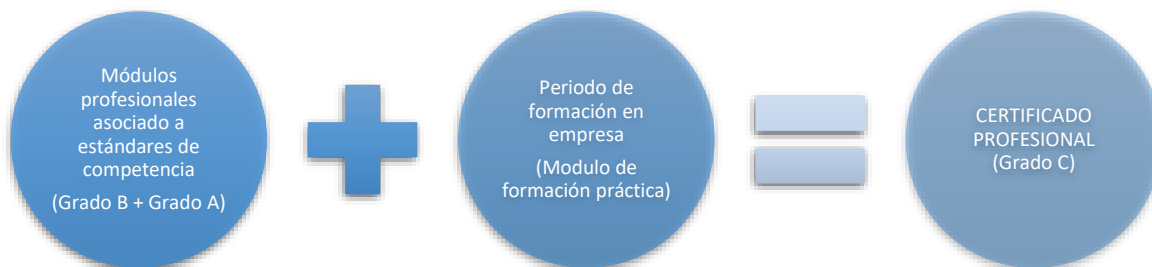 Módulos
profesionales
asociado a
estándares de
competencia
(Grado B + Grado A)
Periodo de
formación en
empresa
(Modulo de
formación práctica)
CERTIFICADO
PROFESIONAL
(Grado C)